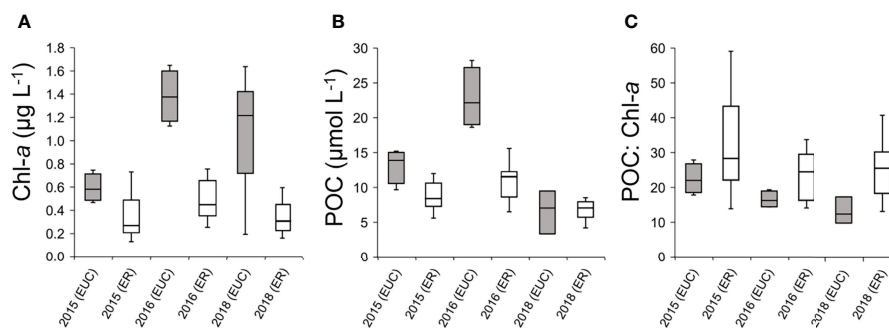 A
Chl-a (µg L-1)
1.8
1.6
1.4
1.2
1.0
0.8
0.6
0.4
0.2
0.0
2015 (EUC)
2015 (ER)
2016 (EUC)
2016 (ER)
2018 (EUC)
2018 (ER)
B
POC (µmol L-1)
30
25
20
15
10
5
0
2015 (EUC)
2015 (ER)
2016 (EUC)
2016 (ER)
2018 (EUC)
2018 (ER)
C
POC: Chl-a
60
50
40
30
20
10
0
2015 (EUC)
2015 (ER)
2016 (EUC)
2016 (ER)
2018 (EUC)
2018 (ER)